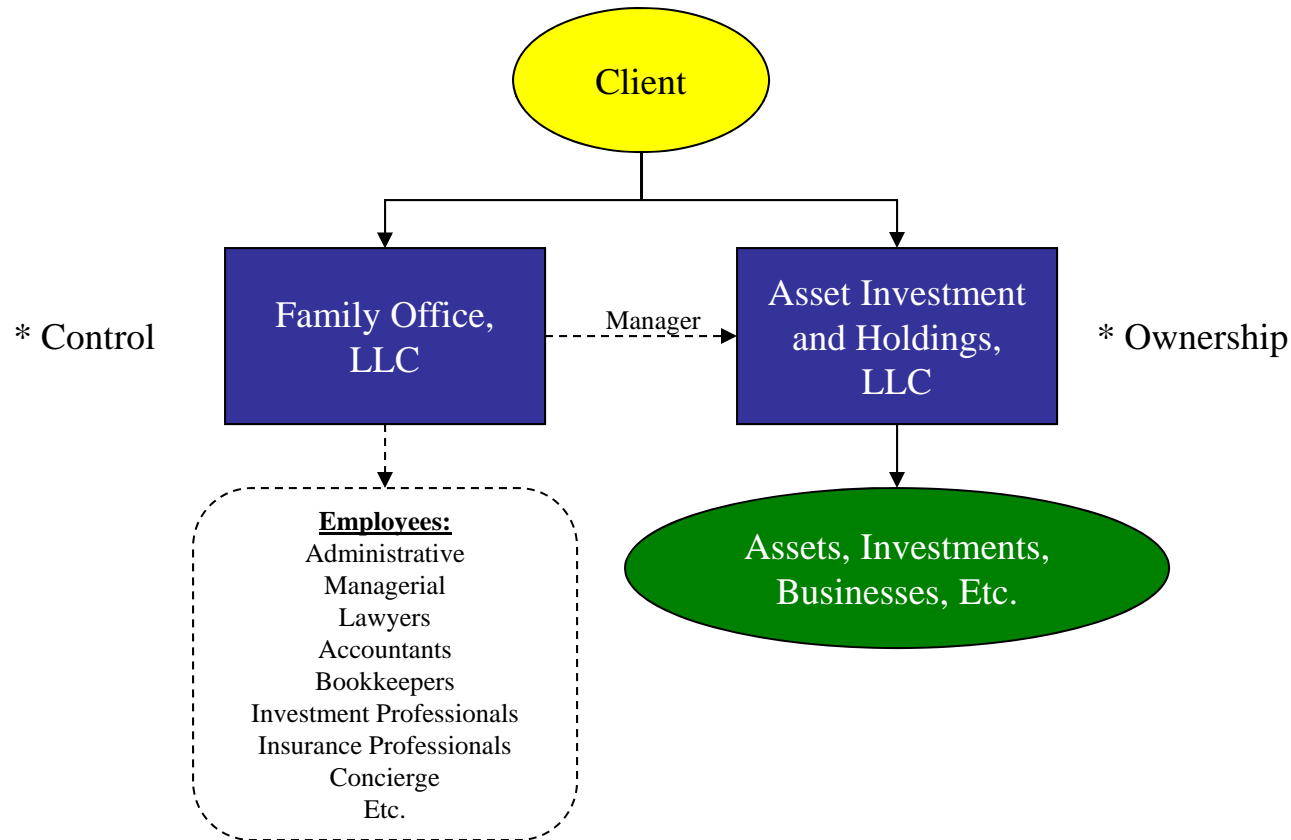 Client
* Control
Family Office,
LLC
Manager
Asset Investment
and Holdings,
LLC
* Ownership
Employees:
Administrative
Managerial
Lawyers
Accountants
Bookkeepers
Investment Professionals
Insurance Professionals
Concierge
Etc.
Assets, Investments,
Businesses, Etc.